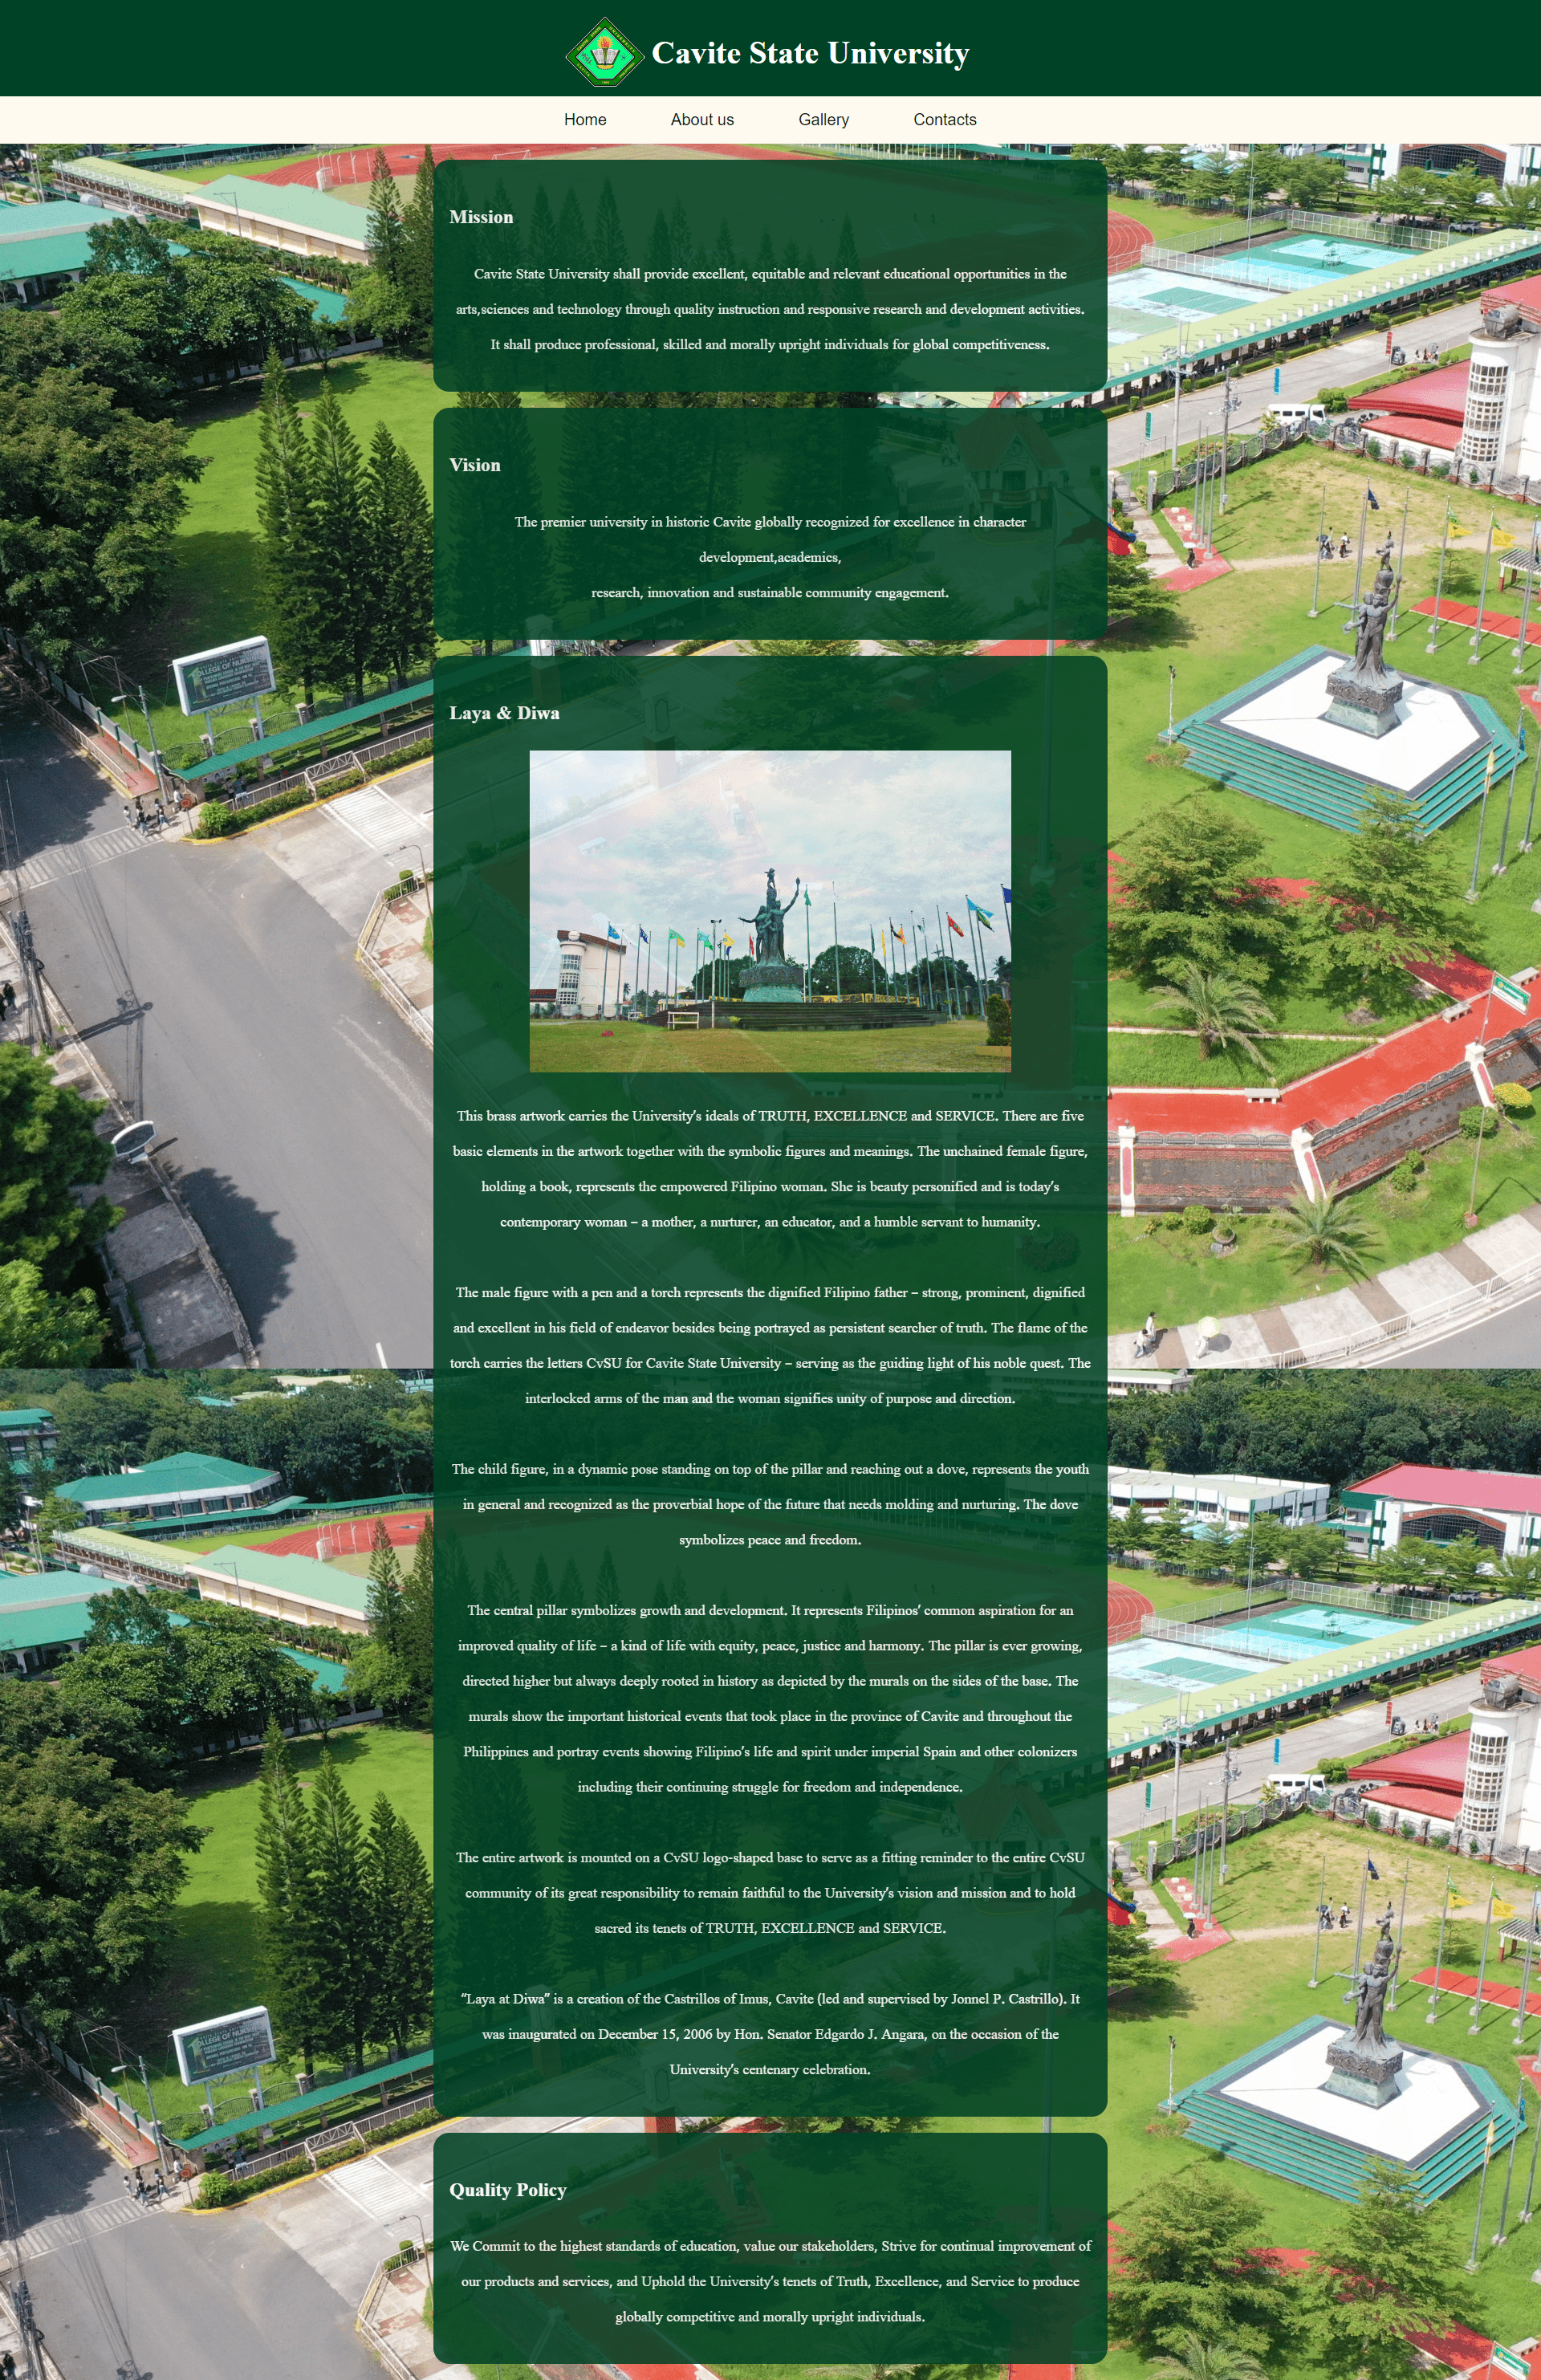 Cavite State University
Home
About us
Gallery
Contacts
Mission
Cavite State University shall provide excellent, equitable and relevant educational opportunities in the
arts,sciences and technology through quality instruction and responsive research and development activities.
It shall produce professional, skilled and morally upright individuals for global competitiveness.
Vision
The premier university in historic Cavite globally recognized for excellence in character
development,academics,
research, innovation and sustainable community engagement.
Laya & Diwa
This brass artwork carries the University’s ideals of TRUTH, EXCELLENCE and SERVICE. There are five
basic elements in the artwork together with the symbolic figures and meanings. The unchained female figure,
holding a book, represents the empowered Filipino woman. She is beauty personified and is today’s
contemporary woman – a mother, a nurturer, an educator, and a humble servant to humanity.
The male figure with a pen and a torch represents the dignified Filipino father – strong, prominent, dignified
and excellent in his field of endeavor besides being portrayed as persistent searcher of truth. The flame of the
torch carries the letters CvSU for Cavite State University – serving as the guiding light of his noble quest. The
interlocked arms of the man and the woman signifies unity of purpose and direction.
The child figure, in a dynamic pose standing on top of the pillar and reaching out a dove, represents the youth
in general and recognized as the proverbial hope of the future that needs molding and nurturing. The dove
symbolizes peace and freedom.
The central pillar symbolizes growth and development. It represents Filipinos’ common aspiration for an
improved quality of life – a kind of life with equity, peace, justice and harmony. The pillar is ever growing,
directed higher but always deeply rooted in history as depicted by the murals on the sides of the base. The
murals show the important historical events that took place in the province of Cavite and throughout the
Philippines and portray events showing Filipino’s life and spirit under imperial Spain and other colonizers
including their continuing struggle for freedom and independence.
The entire artwork is mounted on a CvSU logo-shaped base to serve as a fitting reminder to the entire CvSU
community of its great responsibility to remain faithful to the University’s vision and mission and to hold
sacred its tenets of TRUTH, EXCELLENCE and SERVICE.
“Laya at Diwa” is a creation of the Castrillos of Imus, Cavite (led and supervised by Jonnel P. Castrillo). It
was inaugurated on December 15, 2006 by Hon. Senator Edgardo J. Angara, on the occasion of the
University’s centenary celebration.
Quality Policy
We Commit to the highest standards of education, value our stakeholders, Strive for continual improvement of
our products and services, and Uphold the University’s tenets of Truth, Excellence, and Service to produce
globally competitive and morally upright individuals.